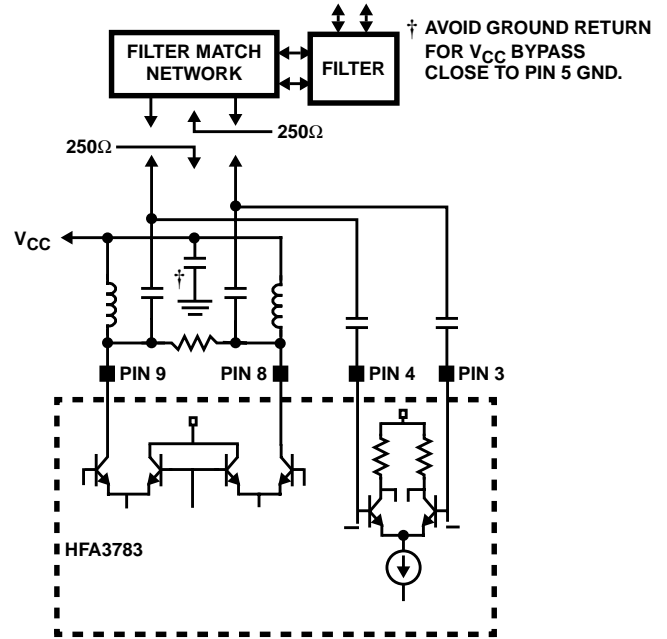 † AVOID GROUND RETURN
FOR VCC BYPASS
CLOSE TO PIN 5 GND.
FILTER MATCH
NETWORK
FILTER
250Ω
250Ω
VCC
†
PIN 9
PIN 8
PIN 4
PIN 3
HFA3783